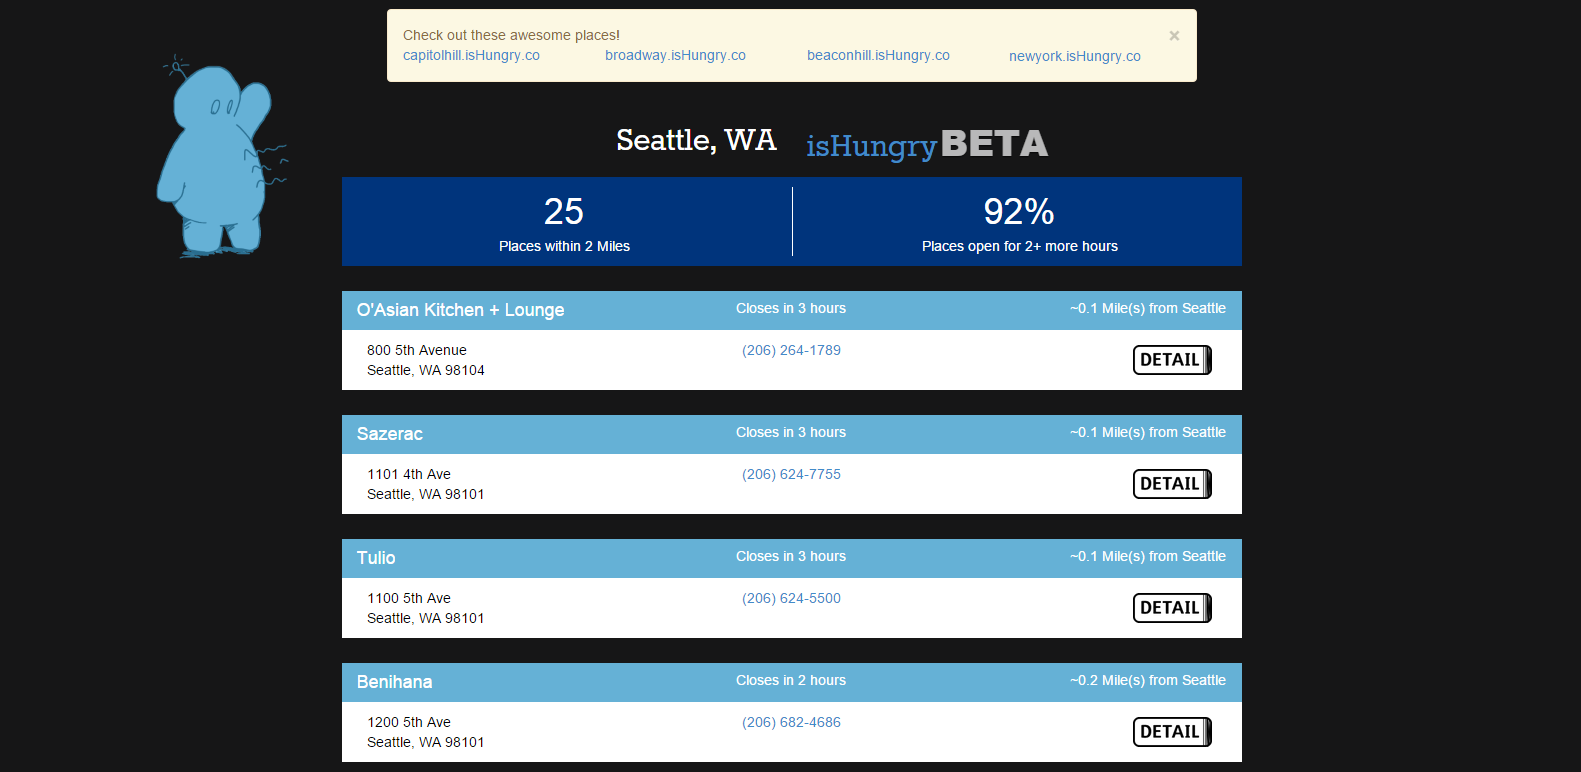 Check out these awesome places!
×
capitolhill.isHungry.co broadway.isHungry.co beaconhill.isHungry.co newyork.isHungry.co
Seattle, WA isHungry BETA
25 92%
Places within 2 Miles Places open for 2+ more hours
O'Asian Kitchen + Lounge Closes in 3 hours ~0.1 Mile(s) from Seattle
800 5th Avenue (206) 264-1789
Seattle, WA 98104
DETAIL
Sazerac Closes in 3 hours ~0.1 Mile(s) from Seattle
1101 4th Ave (206) 624-7755
Seattle, WA 98101
DETAIL
Tulio Closes in 3 hours ~0.1 Mile(s) from Seattle
1100 5th Ave (206) 624-5500
Seattle, WA 98101
DETAIL
Benihana Closes in 2 hours ~0.2 Mile(s) from Seattle
1200 5th Ave (206) 682-4686
Seattle, WA 98101
DETAIL